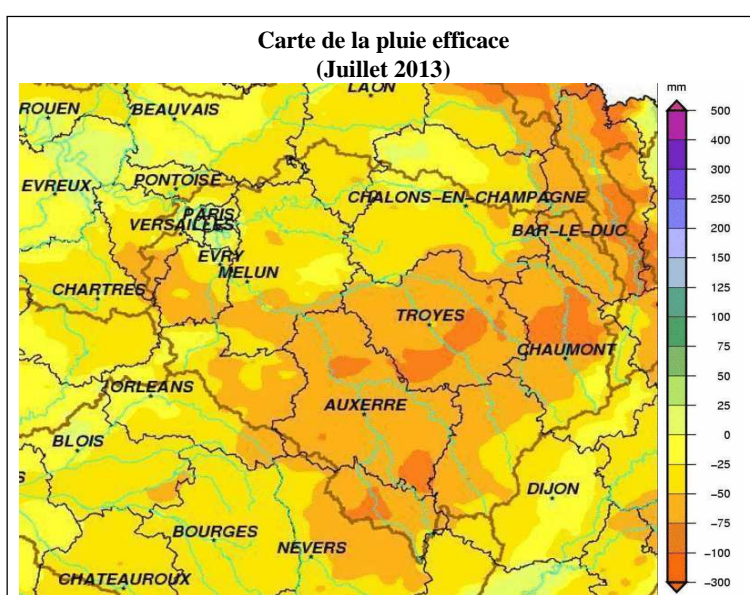 Carte de la pluie efficace
(Juillet 2013)
mm
LAON
ROUEN
BEAUVAIS
500
400
300
250
200
150
125
100
75
50
25
0
-25
-50
-75
-100
-300
EVREUX
PONTOISE
CHALONS-EN-CHAMPAGNE
PARIS
VERSAILLES
BAR-LE-DUC
EVRY
MELUN
CHARTRES
TROYES
CHAUMONT
ORLEANS
AUXERRE
BLOIS
S
DIJON
BOURGES
NEVERS
CHATEAUROUX